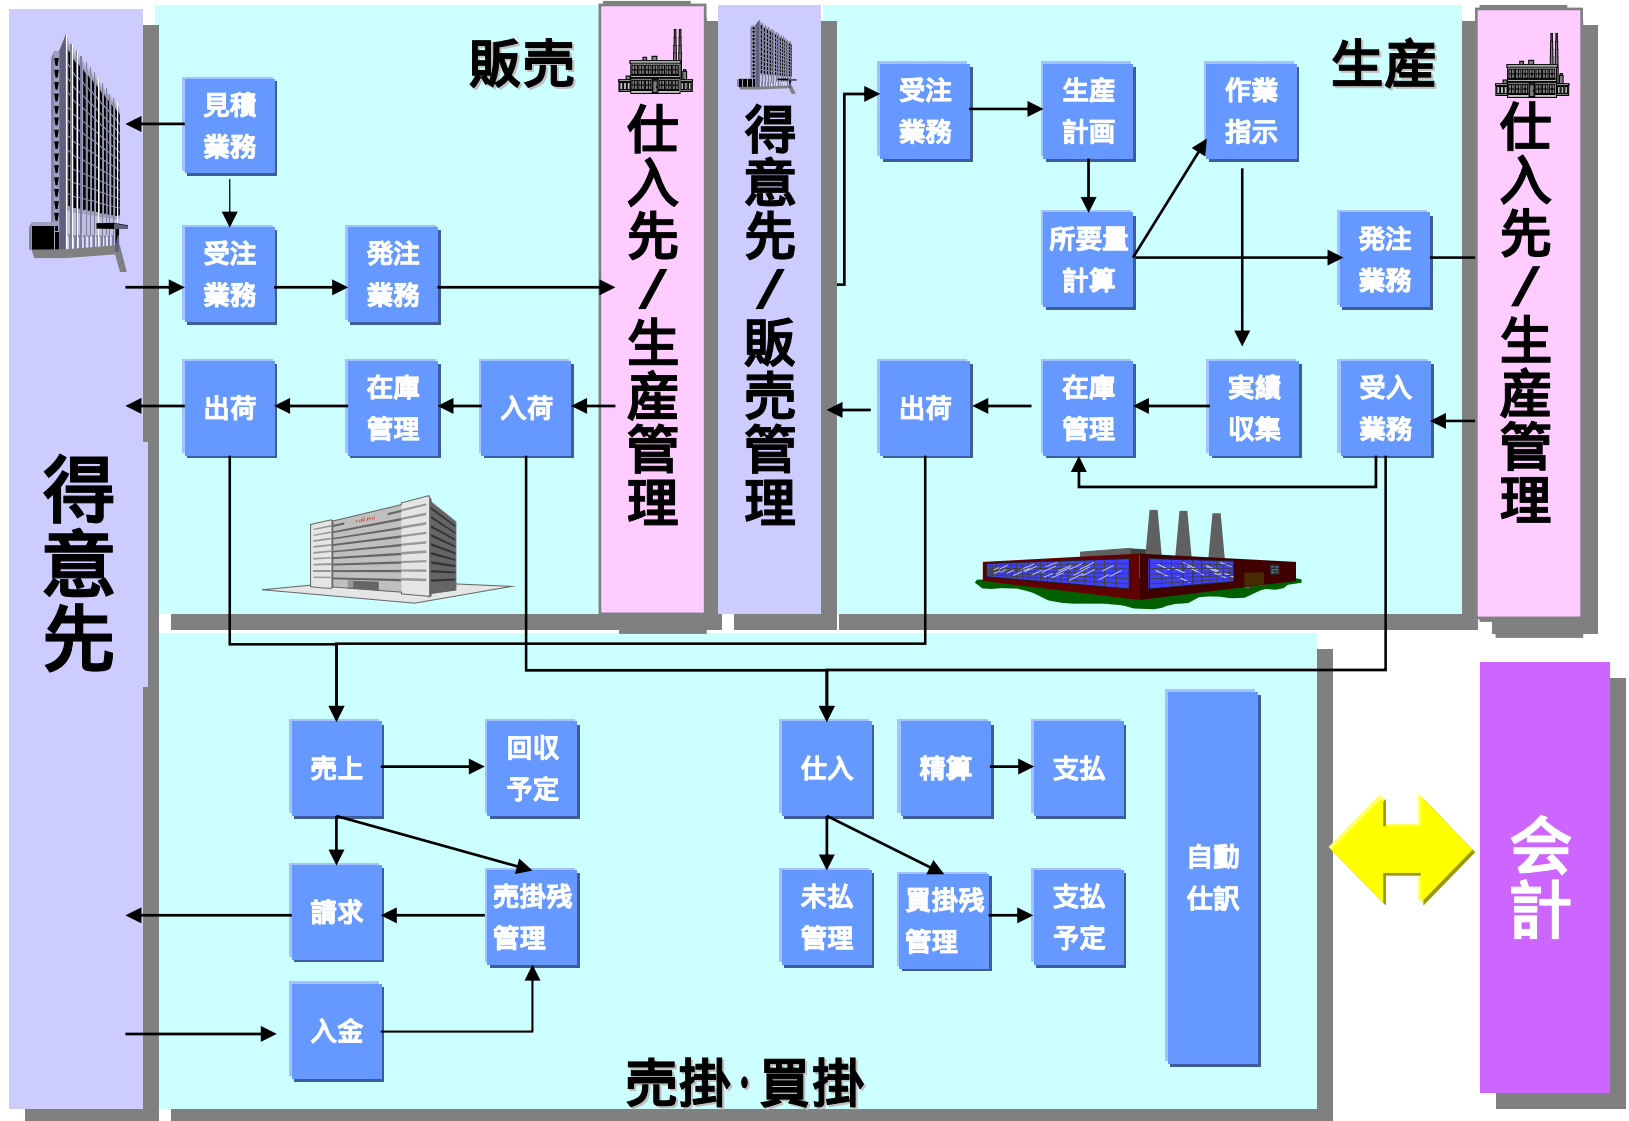 販売
見積
業務
受注
業務
発注
業務
出荷
在庫
管理
入荷
仕入先/生産管理
得意先/販売管理
生産
受注
業務
生産
計画
作業
指示
所要量
計算
発注
業務
出荷
在庫
管理
実績
収集
受入
業務
仕入先/生産管理
得意先
売上
回収
予定
請求
売掛残
管理
入金
仕入
精算
支払
未払
管理
買掛残
管理
支払
予定
自動
仕訳
売掛・買掛
会計